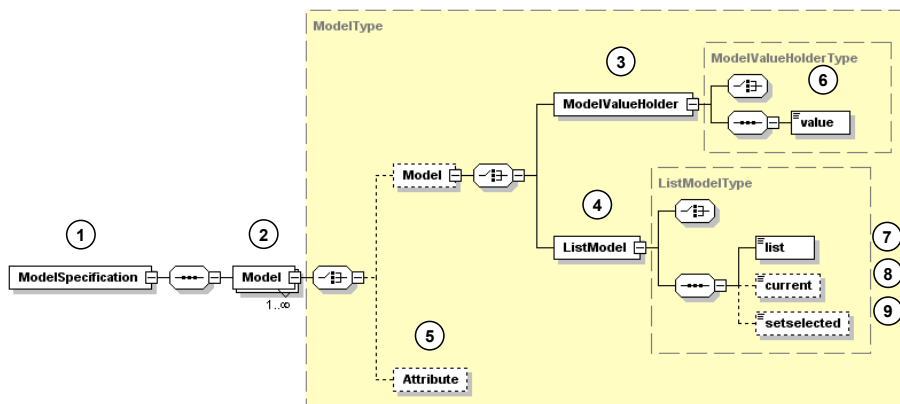 ModelType
3
ModelValueHolderType
6
ModelValueHolder
value
Model
4
ListModelType
1
2
ListModel
list
7
ModelSpecification
Model
1..∞
current
8
setselected
9
5
Attribute